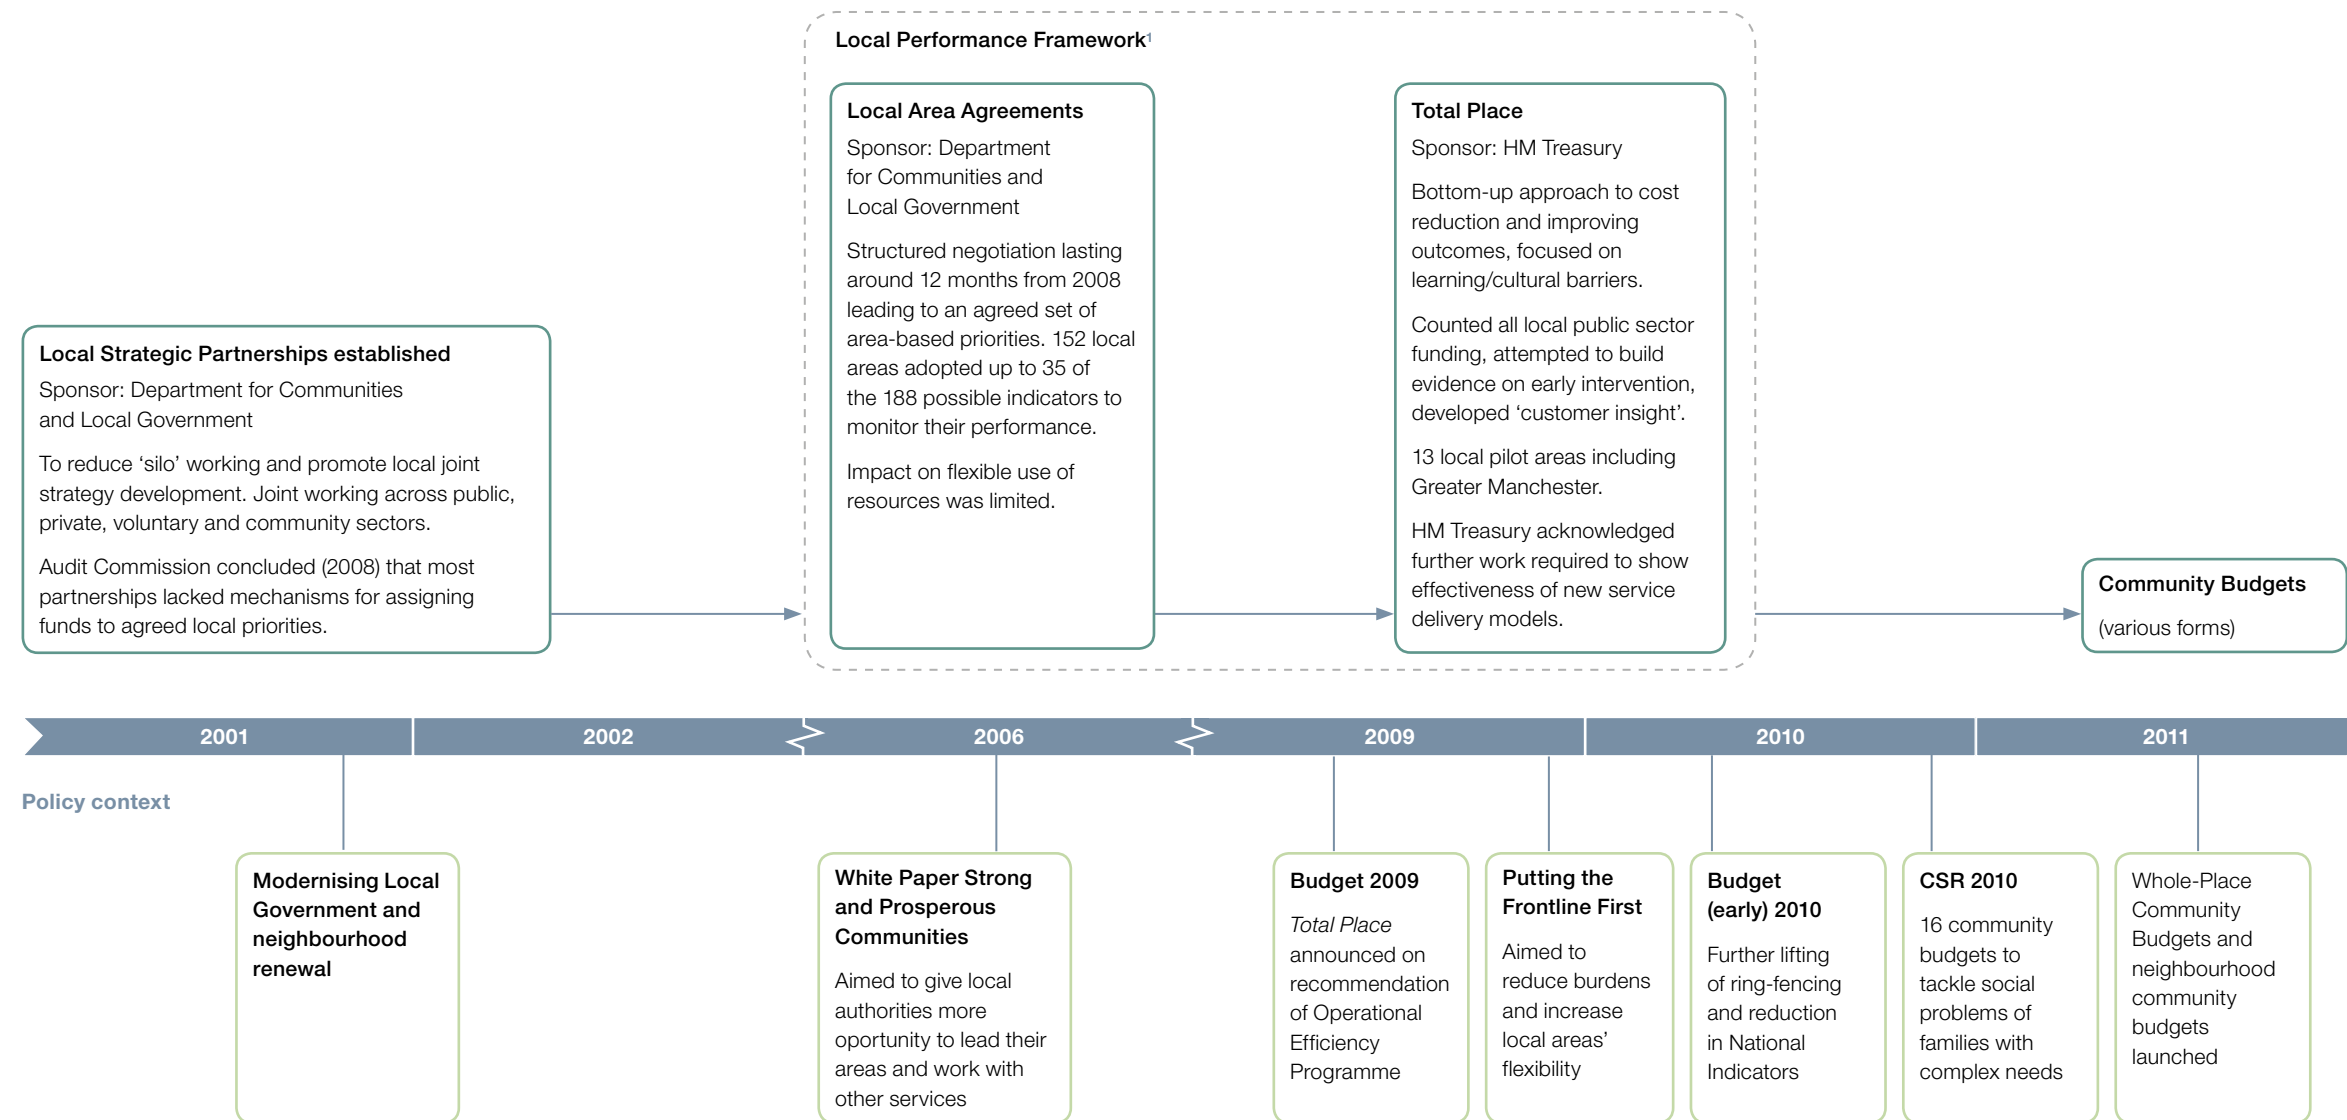 Local Performance Framework1
Local Area Agreements
Sponsor: Department
for Communities and
Local Government
Structured negotiation lasting
around 12 months from 2008
leading to an agreed set of
area-based priorities. 152 local
areas adopted up to 35 of
the 188 possible indicators to
monitor their performance.
Impact on flexible use of
resources was limited.
Total Place
Sponsor: HM Treasury
Bottom-up approach to cost
reduction and improving
outcomes, focused on
learning/cultural barriers.
Counted all local public sector
funding, attempted to build
evidence on early intervention,
developed ‘customer insight’.
13 local pilot areas including
Greater Manchester.
HM Treasury acknowledged
further work required to show
effectiveness of new service
delivery models.
Local Strategic Partnerships established
Sponsor: Department for Communities
and Local Government
To reduce ‘silo’ working and promote local joint
strategy development. Joint working across public,
private, voluntary and community sectors.
Audit Commission concluded (2008) that most
partnerships lacked mechanisms for assigning
funds to agreed local priorities.
Community Budgets
(various forms)
2001
2002
2006
2009
2010
2011
Policy context
Modernising Local
Government and
neighbourhood
renewal
White Paper Strong
and Prosperous
Communities
Aimed to give local
authorities more
oportunity to lead their
areas and work with
other services
Budget 2009
Total Place
announced on
recommendation
of Operational
Efficiency
Programme
Putting the
Frontline First
Aimed to
reduce burdens
and increase
local areas’
flexibility
Budget
(early) 2010
Further lifting
of ring-fencing
and reduction
in National
Indicators
CSR 2010
16 community
budgets to
tackle social
problems of
families with
complex needs
Whole-Place
Community
Budgets and
neighbourhood
community
budgets
launched